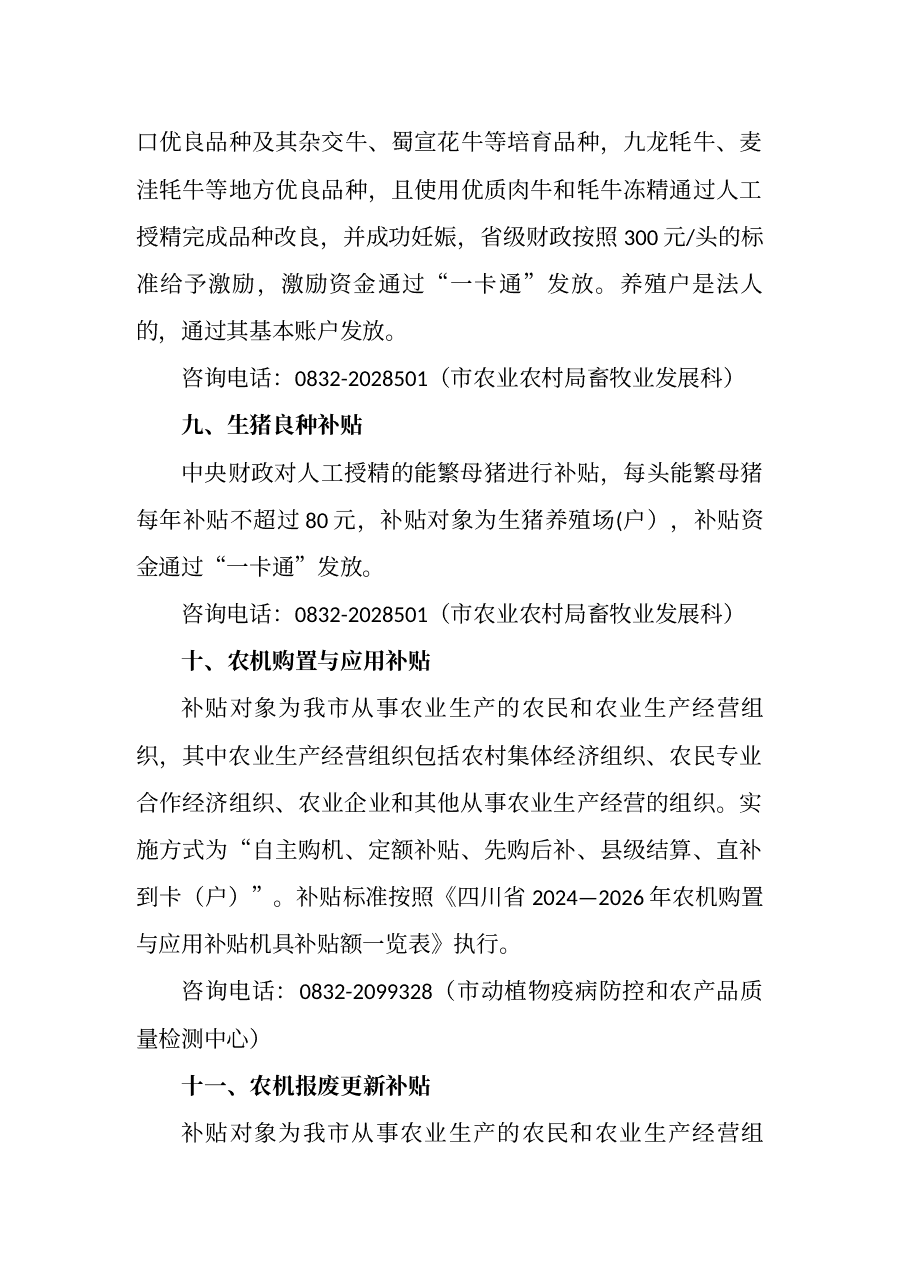 口优良品种及其杂交牛、蜀宣花牛等培育品种，九龙牦牛、麦
洼牦牛等地方优良品种，且使用优质肉牛和牦牛冻精通过人工
授精完成品种改良，并成功妊娠，省级财政按照 300 元/头的标
准给予激励，激励资金通过“一卡通”发放。养殖户是法人
的，通过其基本账户发放。
咨询电话：0832-2028501（市农业农村局畜牧业发展科）
九、生猪良种补贴
中央财政对人工授精的能繁母猪进行补贴，每头能繁母猪
每年补贴不超过 80 元，补贴对象为生猪养殖场(户），补贴资
金通过“一卡通”发放。
咨询电话：0832-2028501（市农业农村局畜牧业发展科）
十、农机购置与应用补贴
补贴对象为我市从事农业生产的农民和农业生产经营组
织，其中农业生产经营组织包括农村集体经济组织、农民专业
合作经济组织、农业企业和其他从事农业生产经营的组织。实
施方式为“自主购机、定额补贴、先购后补、县级结算、直补
到卡（户）”。补贴标准按照《四川省 2024—2026 年农机购置
与应用补贴机具补贴额一览表》执行。
咨询电话：0832-2099328（市动植物疫病防控和农产品质
量检测中心）
十一、农机报废更新补贴
补贴对象为我市从事农业生产的农民和农业生产经营组